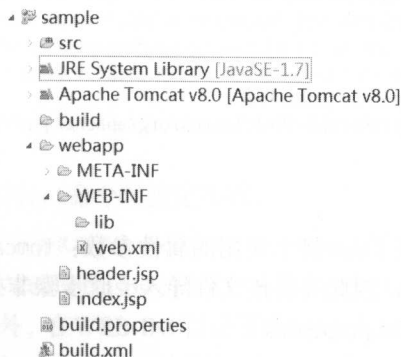 sample
src
JRE System Library [JavaSE-1.7]
Apache Tomcat v8.0 [Apache Tomcat v8.0]
build
webapp
META-INF
WEB-INF
lib
web.xml
header.jsp
index.jsp
build.properties
build.xml